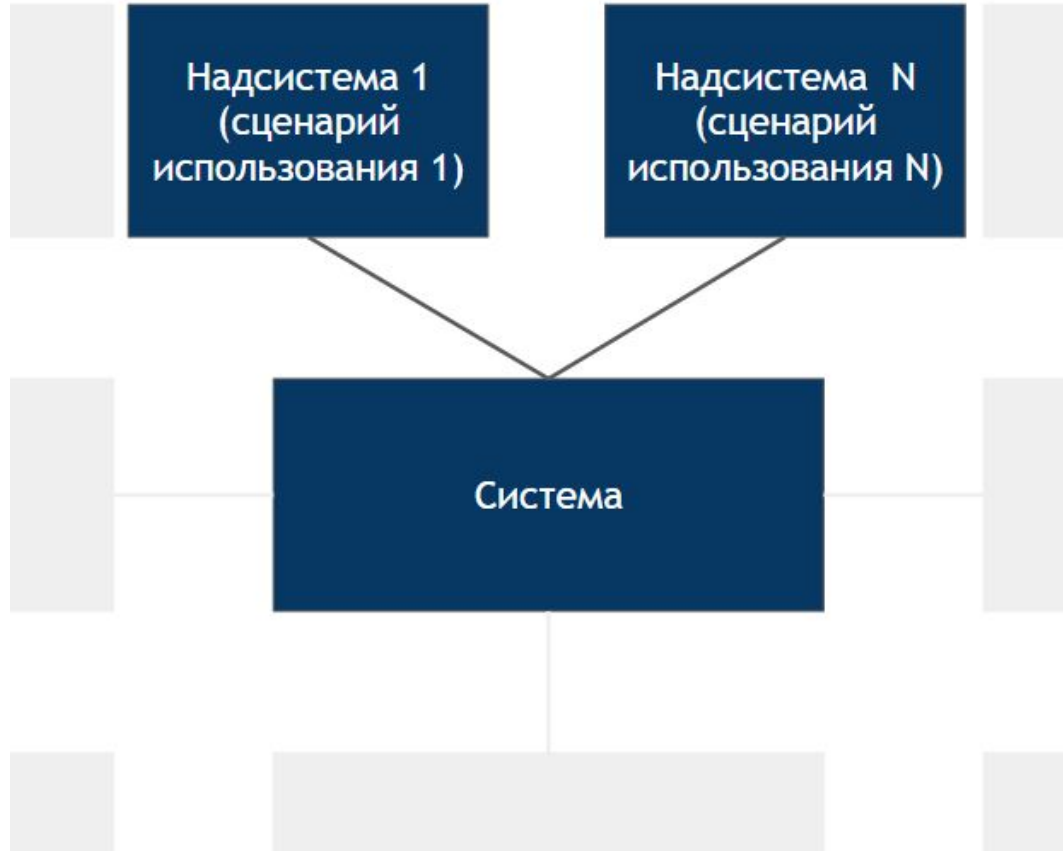 Надсистема 1
(сценарий
использования 1)
Надсистема N
(сценарий
использования N)
Система